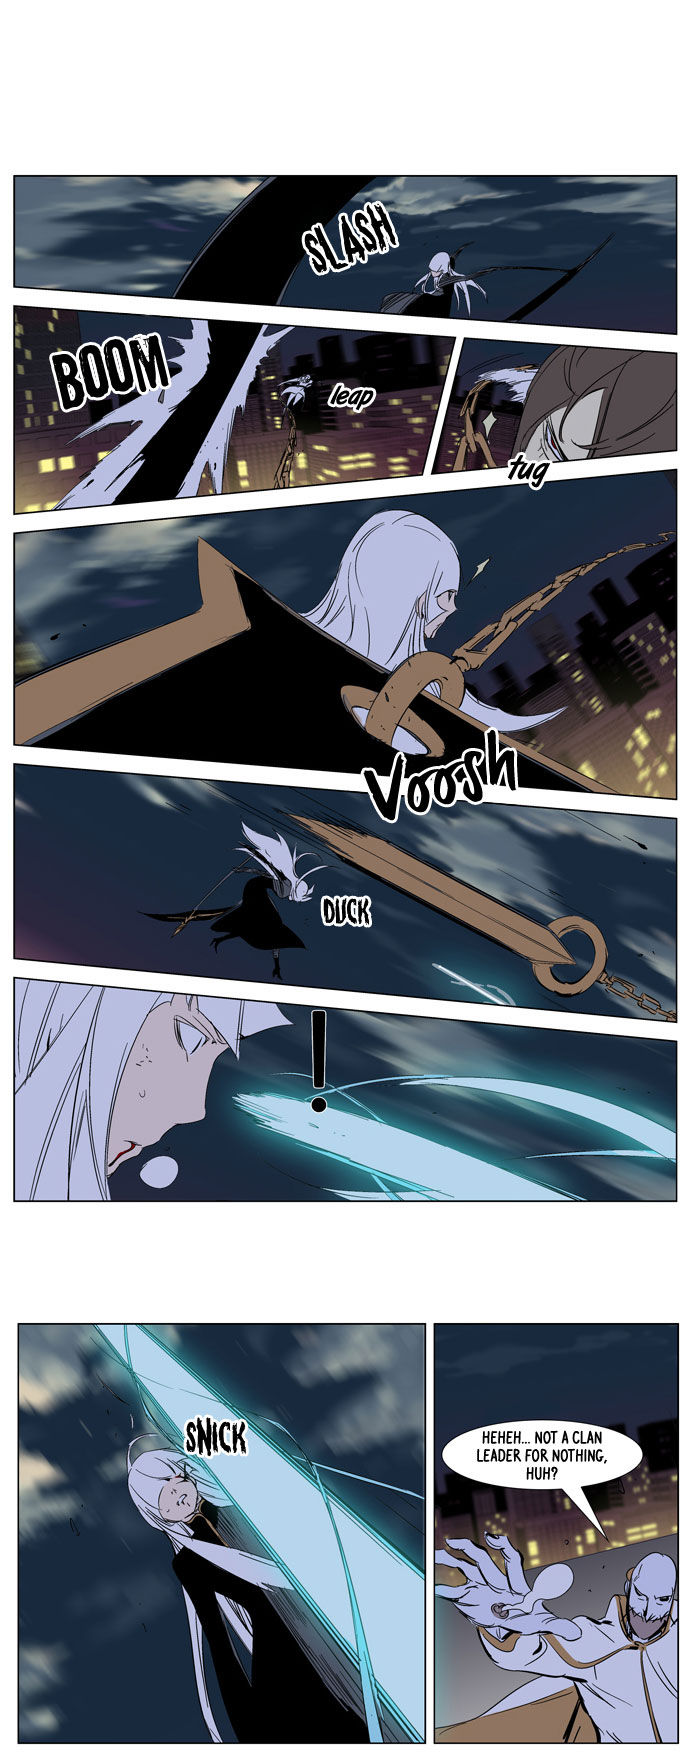 SLASH
BOOM
leap
tug
Voosh
DUCK
!
SNICK
HEHEH... NOT A CLAN
LEADER FOR NOTHING,
HUH?